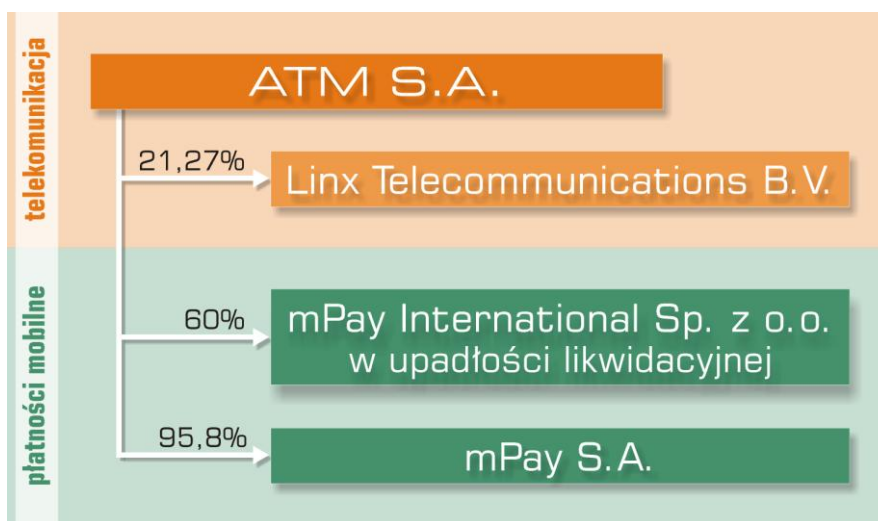 telekomunikacja
ATM S.A.
21,27%
Linx Telecommunications B.V.
płatności mobilne
60%
mPay International Sp. z o.o.
w upadłości likwidacyjnej
95,8%
mPay S.A.